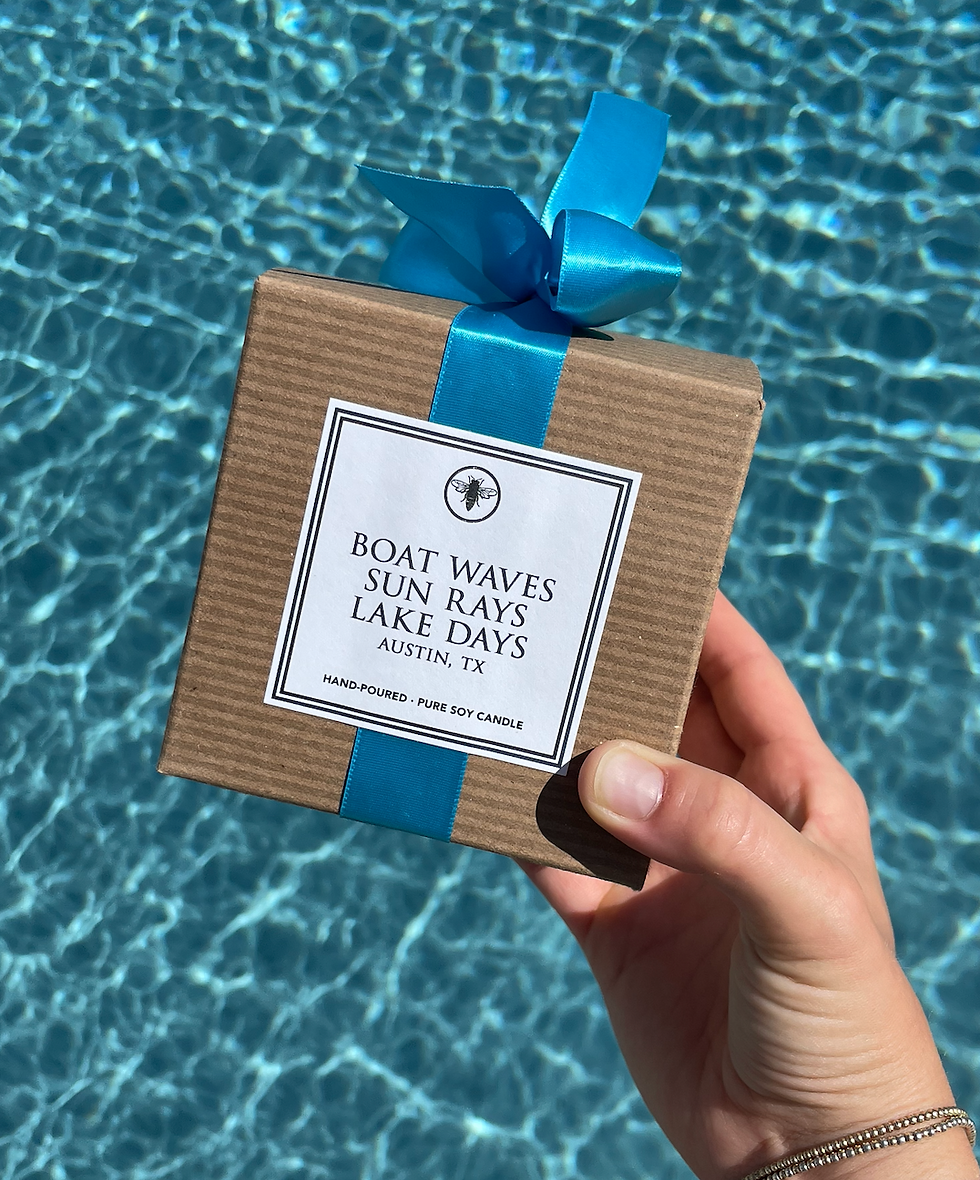 BOAT WAVES
SUN RAYS
LAKE DAYS
AUSTIN, TX
HAND-POURED · PURE SOY CANDLE